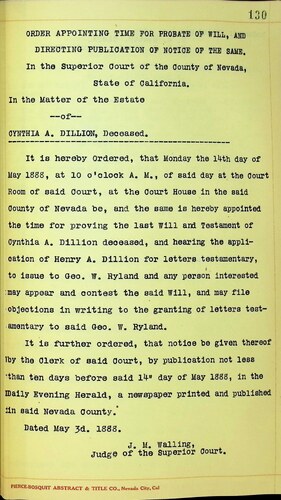 130
ORDER APPOINTING TIME FOR PROBATE OF WILL, AND
DIRECTING PUBLICATION OF NOTICE OF THE SAME.
In the Superior Court of the County of Nevada,
State of California.
In the Matter of the Estate
--of--
CYNTHIA A. DILLION, Deceased.
It is hereby Ordered, that Monday the 14th day of
May 1888, at 10 o'clock A. M., of said day at the Court
Room of said Court, at the Court House in the said
County of Nevada be, and the same is hereby appointed
the time for proving the last Will and Testament of
Cynthia A. Dillion deceased, and hearing the appli-
cation of Henry A. Dillion for letters testamentary,
to issue to Geo. W. Ryland and any person interested
may appear and contest the said Will, and may file
objections in writing to the granting of letters test-
amentary to said Geo. W. Ryland.
It is further ordered, that notice be given thereof
by the Clerk of said Court, by publication not less
than ten days before said 14" day of May 1888, in the
Daily Evening Herald, a newspaper printed and published
in said Nevada County.
Dated May 3d. 1888.
J. M. Walling,
Judge of the Superior Court.
PIERCE-BOSQUIT ABSTRACT & TITLE CO., Nevada City, Cal